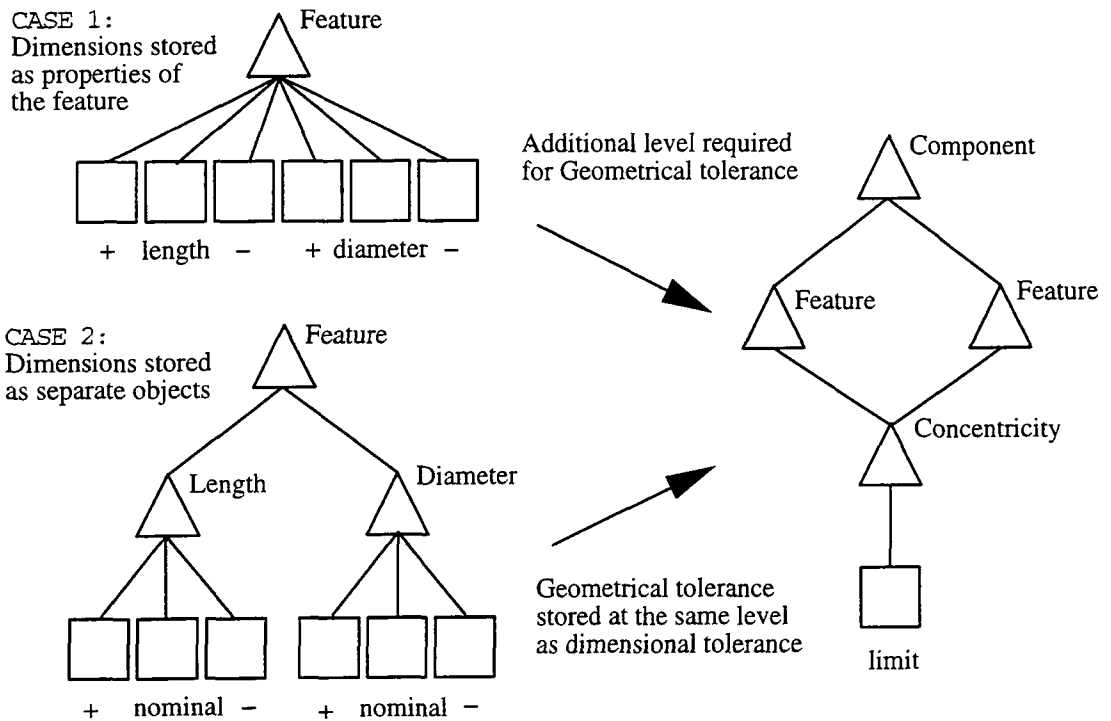 CASE 1:
Dimensions stored
as properties of
the feature
Feature
+ length - + diameter -
CASE 2:
Dimensions stored
as separate objects
Feature
Length
Diameter
+ nominal - + nominal -
Additional level required
for Geometrical tolerance
Geometrical tolerance
stored at the same level
as dimensional tolerance
Component
Feature
Feature
Concentricity
limit